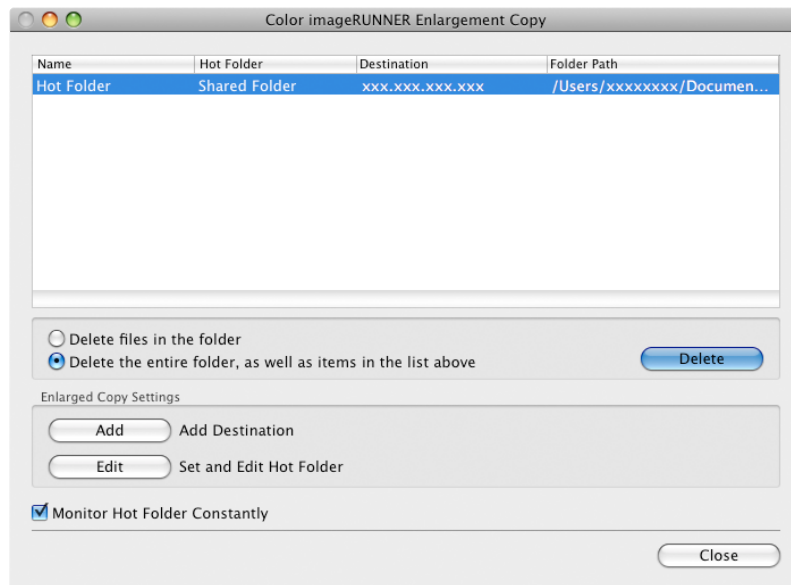 Color imageRUNNER Enlargement Copy
Name Hot Folder Destination Folder Path
Hot Folder Shared Folder xxx.xxx.xxx.xxx /Users/xxxxxxxx/Documen...
Delete files in the folder
Delete the entire folder, as well as items in the list above
Delete
Enlarged Copy Settings
Add Add Destination
Edit Set and Edit Hot Folder
Monitor Hot Folder Constantly
Close